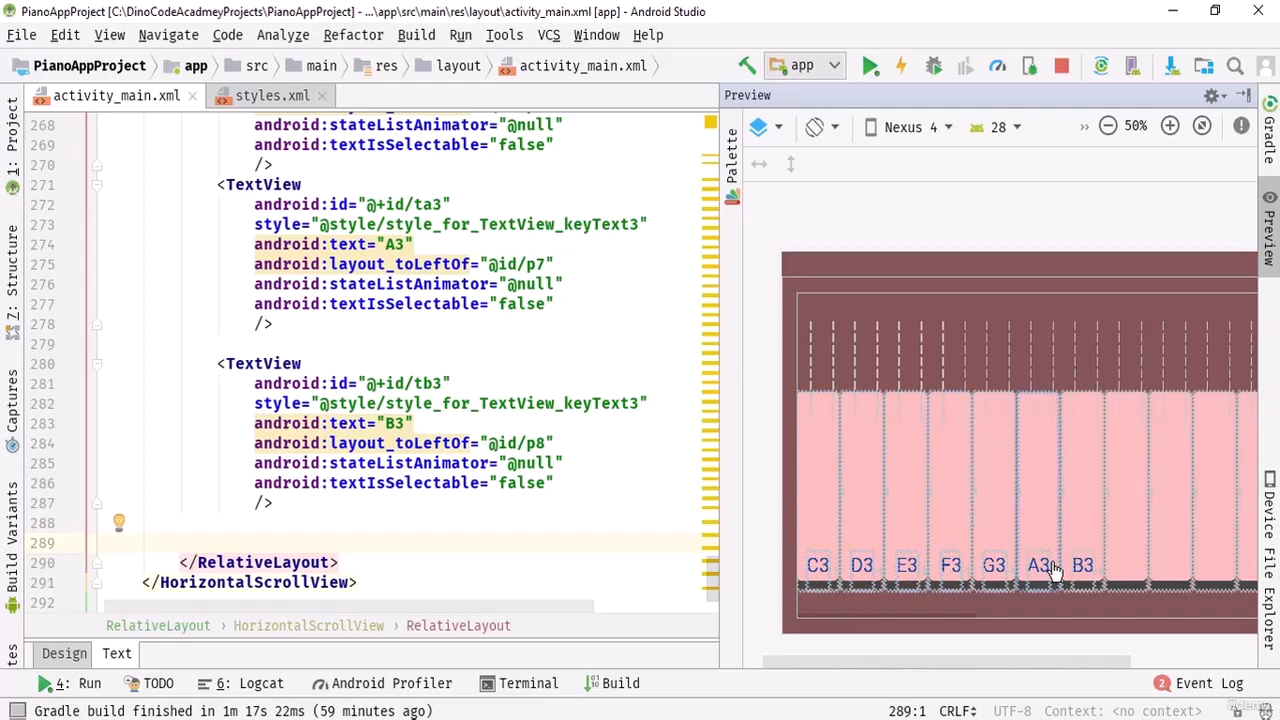 PianoAppProject [C:\DinoCodeAcadmeyProjects\PianoAppProject] - ...\app\src\main\res\layout\activity_main.xml [app] - Android Studio
File Edit View Navigate Code Analyze Refactor Build Run Tools VCS Window Help
PianoAppProject app src main res layout activity_main.xml app
activity_main.xml styles.xml Preview
1: Project
7: Structure
Captures
Build Variants
268 android:stateListAnimator="@null"
269 android:textIsSelectable="false"
270 />
271 <TextView
272 android:id="@+id/ta3"
273 style="@style/style_for_TextView_keyText3"
274 android:text="A3"
275 android:layout_toLeftOf="@id/p7"
276 android:stateListAnimator="@null"
277 android:textIsSelectable="false"
278 />
279
280 <TextView
281 android:id="@+id/tb3"
282 style="@style/style_for_TextView_keyText3"
283 android:text="B3"
284 android:layout_toLeftOf="@id/p8"
285 android:stateListAnimator="@null"
286 android:textIsSelectable="false"
287 />
288
289
290 </RelativeLayout>
291 </HorizontalScrollView>
292
RelativeLayout › HorizontalScrollView › RelativeLayout
Design Text
Palette
Nexus 4 28 » 50%
C3 D3 E3 F3 G3 A3 B3
Gradle
Preview
Device File Explorer
4: Run TODO 6: Logcat Android Profiler Terminal Build 2 Event Log
Gradle build finished in 1m 17s 22ms (59 minutes ago) 289:1 CRLF UTF-8 Context: <no context>